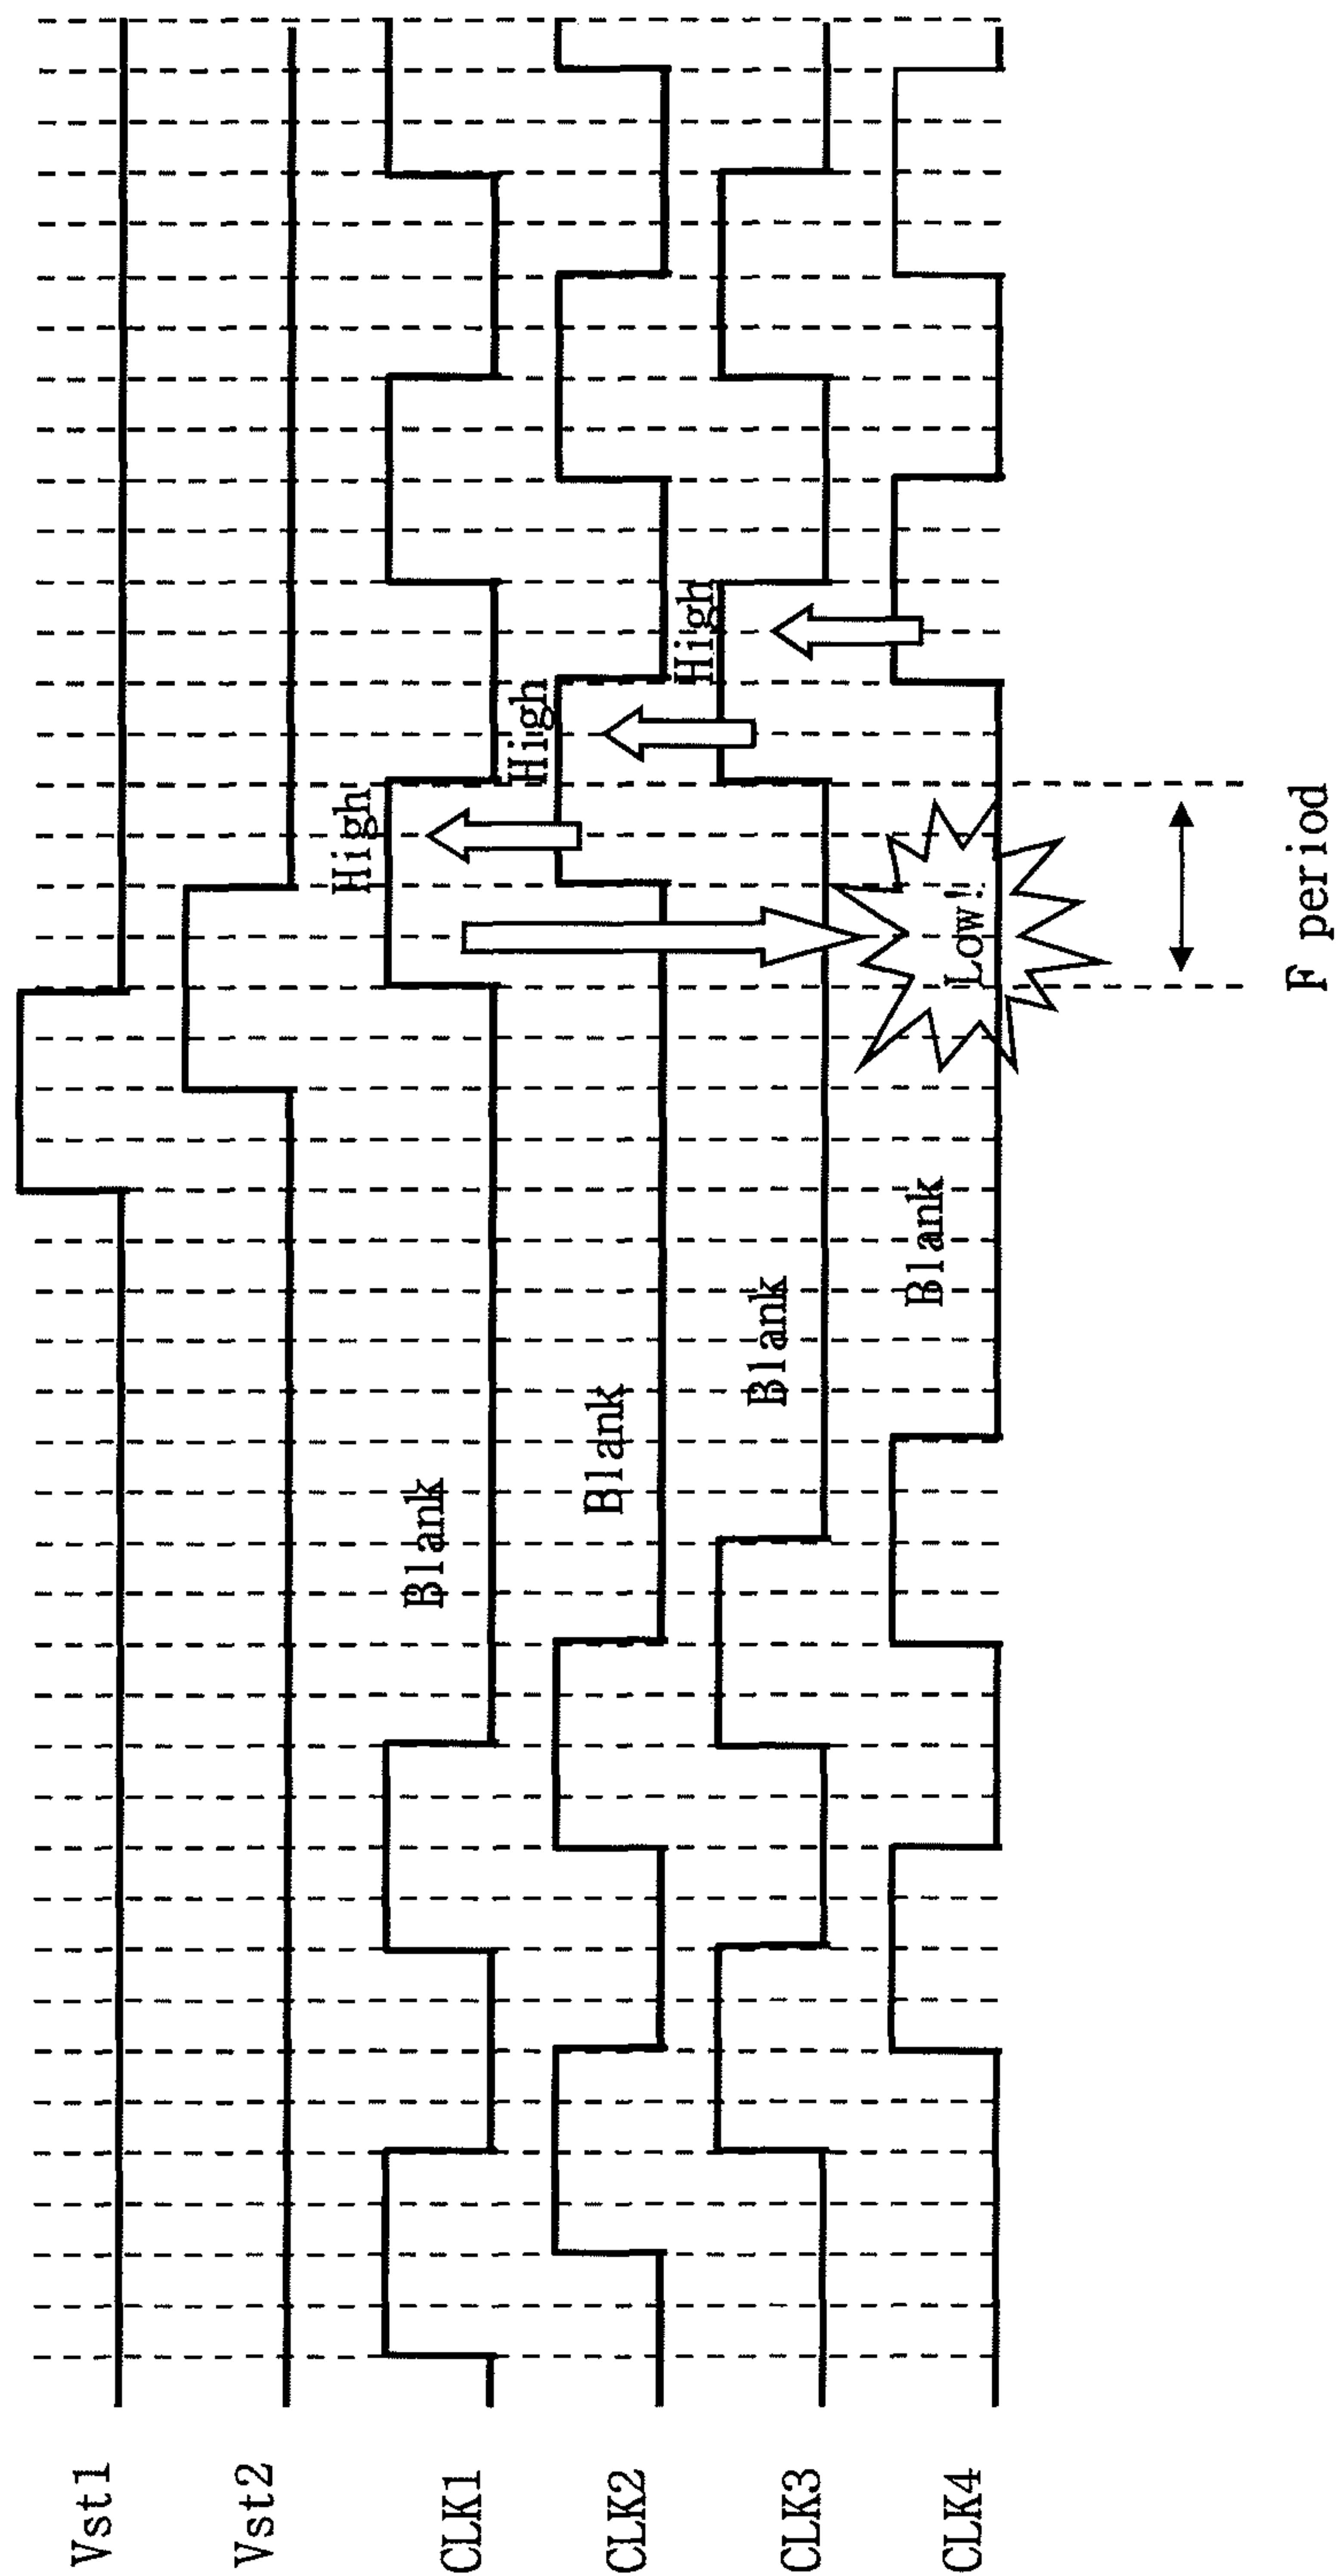 Vst1
Vst2
High
CLK1
Blank
High
CLK2
Blank
High
CLK3
Blank
CLK4
Blank
Low!
F period